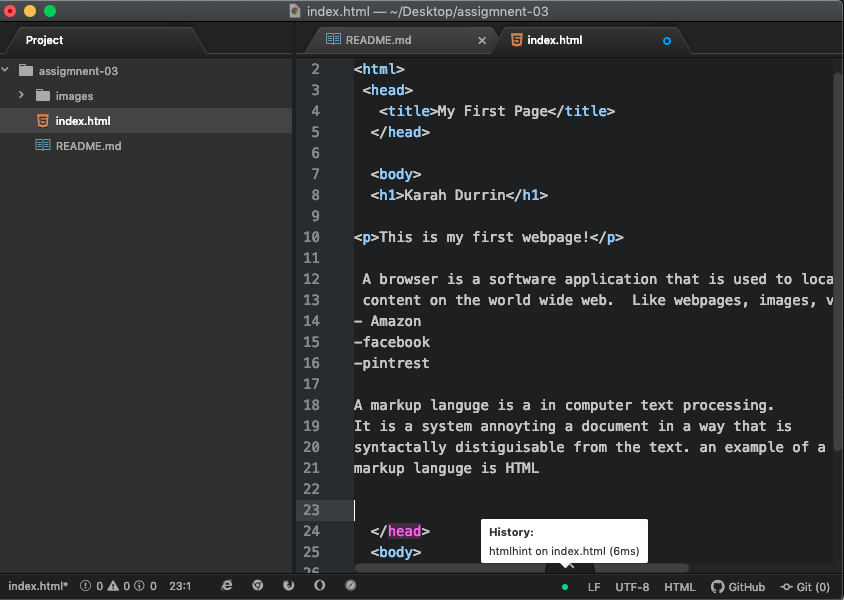 index.html — ~/Desktop/assigmnent-03
Project
README.md
index.html
assigmnent-03
images
index.html
README.md
2 <html>
3 <head>
4 <title>My First Page</title>
5 </head>
6
7 <body>
8 <h1>Karah Durrin</h1>
9
10 <p>This is my first webpage!</p>
11
12 A browser is a software application that is used to loca
13 content on the world wide web.  Like webpages, images, v
14 - Amazon
15 -facebook
16 -pintrest
17
18 A markup languge is a in computer text processing.
19 It is a system annoyting a document in a way that is
20 syntactally distiguisable from the text. an example of a
21 markup languge is HTML
22
23
24 </head>
25 <body>
26
History:
htmlhint on index.html (6ms)
index.html* 0 0 0 23:1 LF UTF-8 HTML GitHub Git (0)